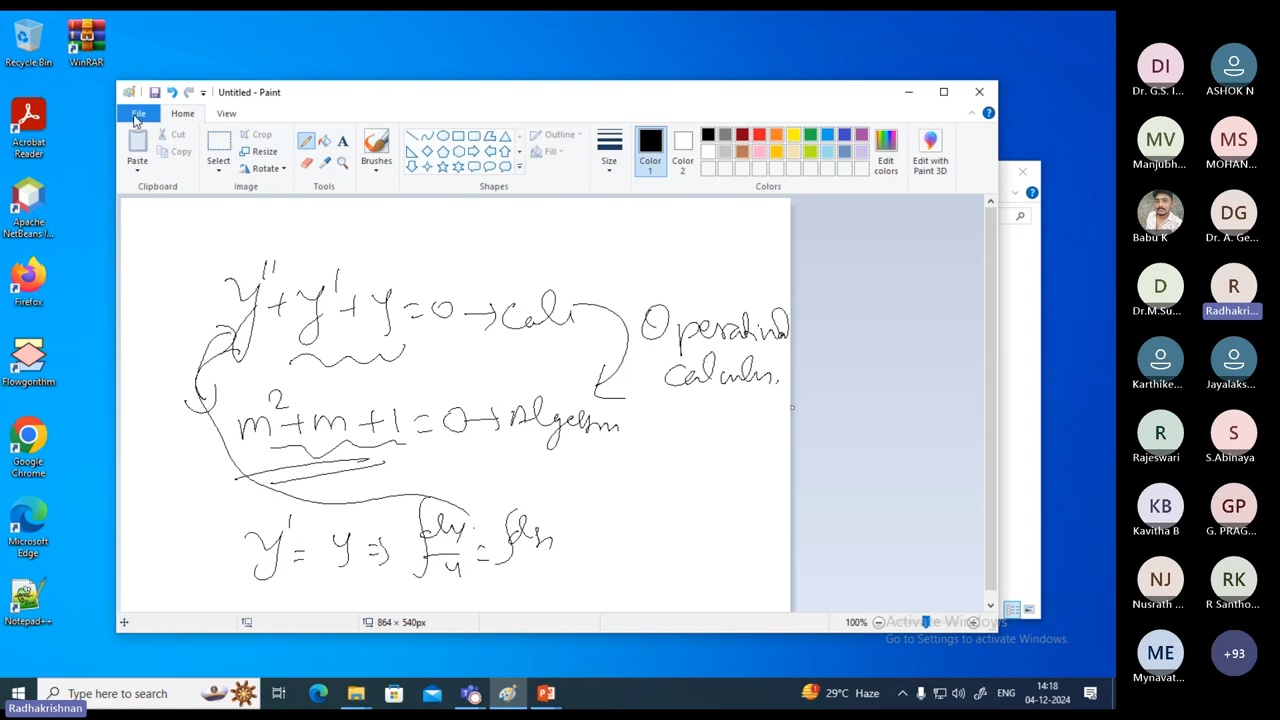 Recycle Bin
WinRAR
Acrobat Reader
Apache NetBeans I...
Firefox
Flowgorithm
Google Chrome
Microsoft Edge
Notepad++
Untitled - Paint
File Home View
Paste
Cut
Copy
Clipboard
Select
Crop
Resize
Rotate
Image
Tools
Brushes
Outline
Fill
Shapes
Size
Color 1
Color 2
Edit colors
Edit with Paint 3D
Colors
y'' + y' + y = 0 →
Operational
calculus.
m² + m + 1 = 0 →
y' = y ⇒ ∫ dy/y = ∫
864 × 540px
100%
Activate Windows
Go to Settings to activate Windows.
Type here to search
29°C Haze
ENG
14:18
04-12-2024
Radhakrishnan
DI
Dr. G.S. I...
ASHOK N
MV
Manjubh...
MS
MOHAN...
Babu K
DG
Dr. A. Ge...
D
Dr.M.Su...
R
Radhakri...
Karthike...
Jayalaks...
R
Rajeswari
S
S.Abinaya
KB
Kavitha B
GP
G. PRAG...
NJ
Nusrath ...
RK
R Santho...
ME
Mynavat...
+93